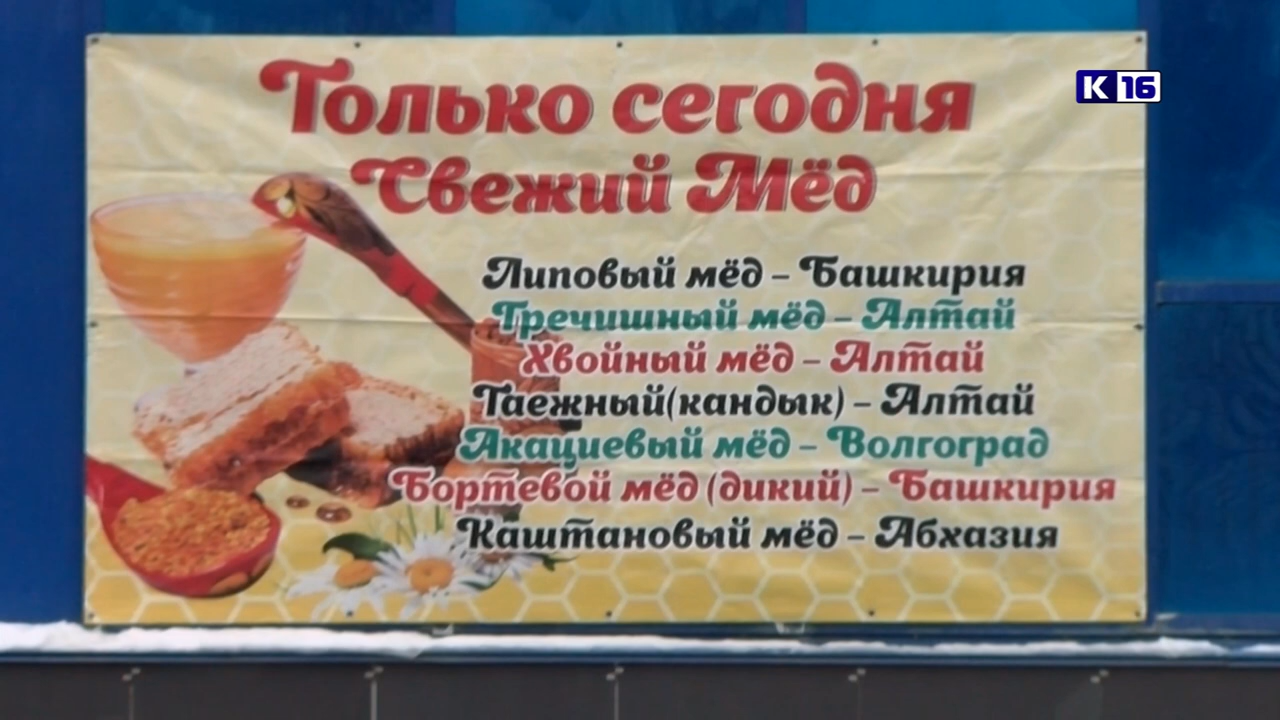 К 16
Только сегодня
Свежий Мёд
Липовый мёд – Башкирия
Гречишный мёд – Алтай
Хвойный мёд – Алтай
Таежный(кандык) – Алтай
Акациевый мёд – Волгоград
Бортевой мёд (дикий) – Башкирия
Каштановый мёд – Абхазия